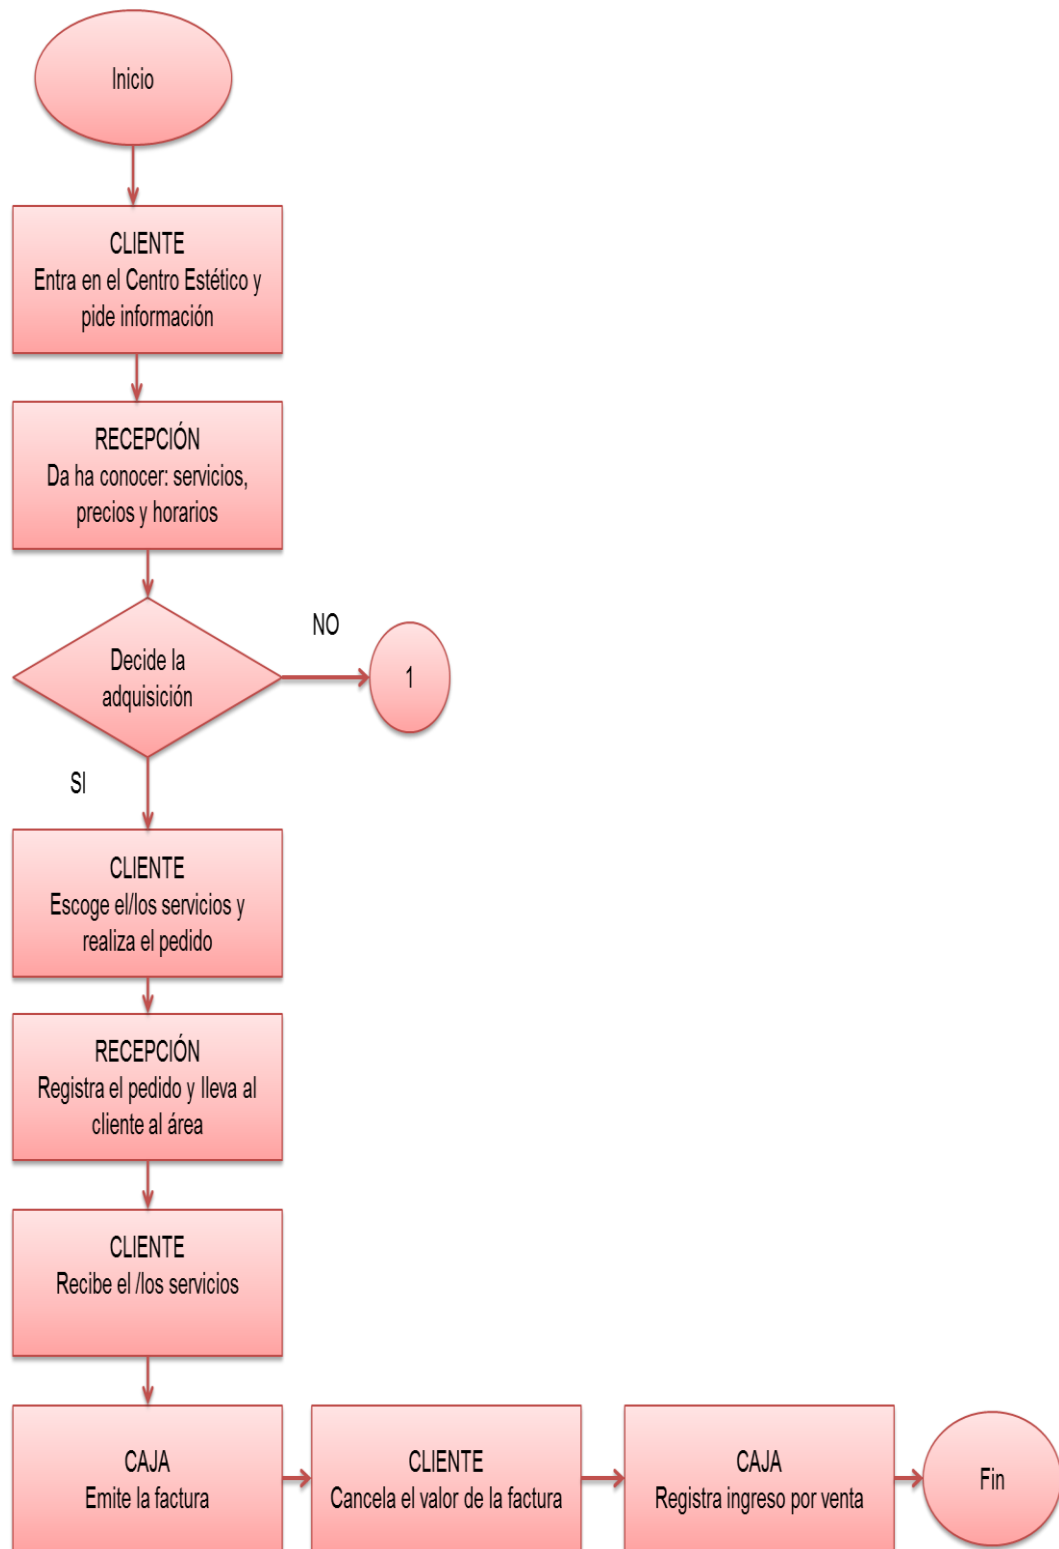 Inicio
CLIENTE
Entra en el Centro Estético y
pide información
RECEPCIÓN
Da ha conocer: servicios,
precios y horarios
Decide la
adquisición
NO
1
SI
CLIENTE
Escoge el/los servicios y
realiza el pedido
RECEPCIÓN
Registra el pedido y lleva al
cliente al área
CLIENTE
Recibe el /los servicios
CAJA
Emite la factura
CLIENTE
Cancela el valor de la factura
CAJA
Registra ingreso por venta
Fin